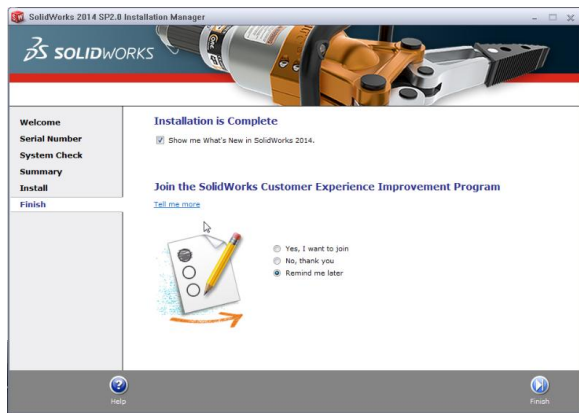 SolidWorks 2014 SP2.0 Installation Manager
SOLIDWORKS
Welcome
Serial Number
System Check
Summary
Install
Finish
Installation is Complete
Show me What's New in SolidWorks 2014.
Join the SolidWorks Customer Experience Improvement Program
Tell me more
Yes, I want to join
No, thank you
Remind me later
Help
Finish